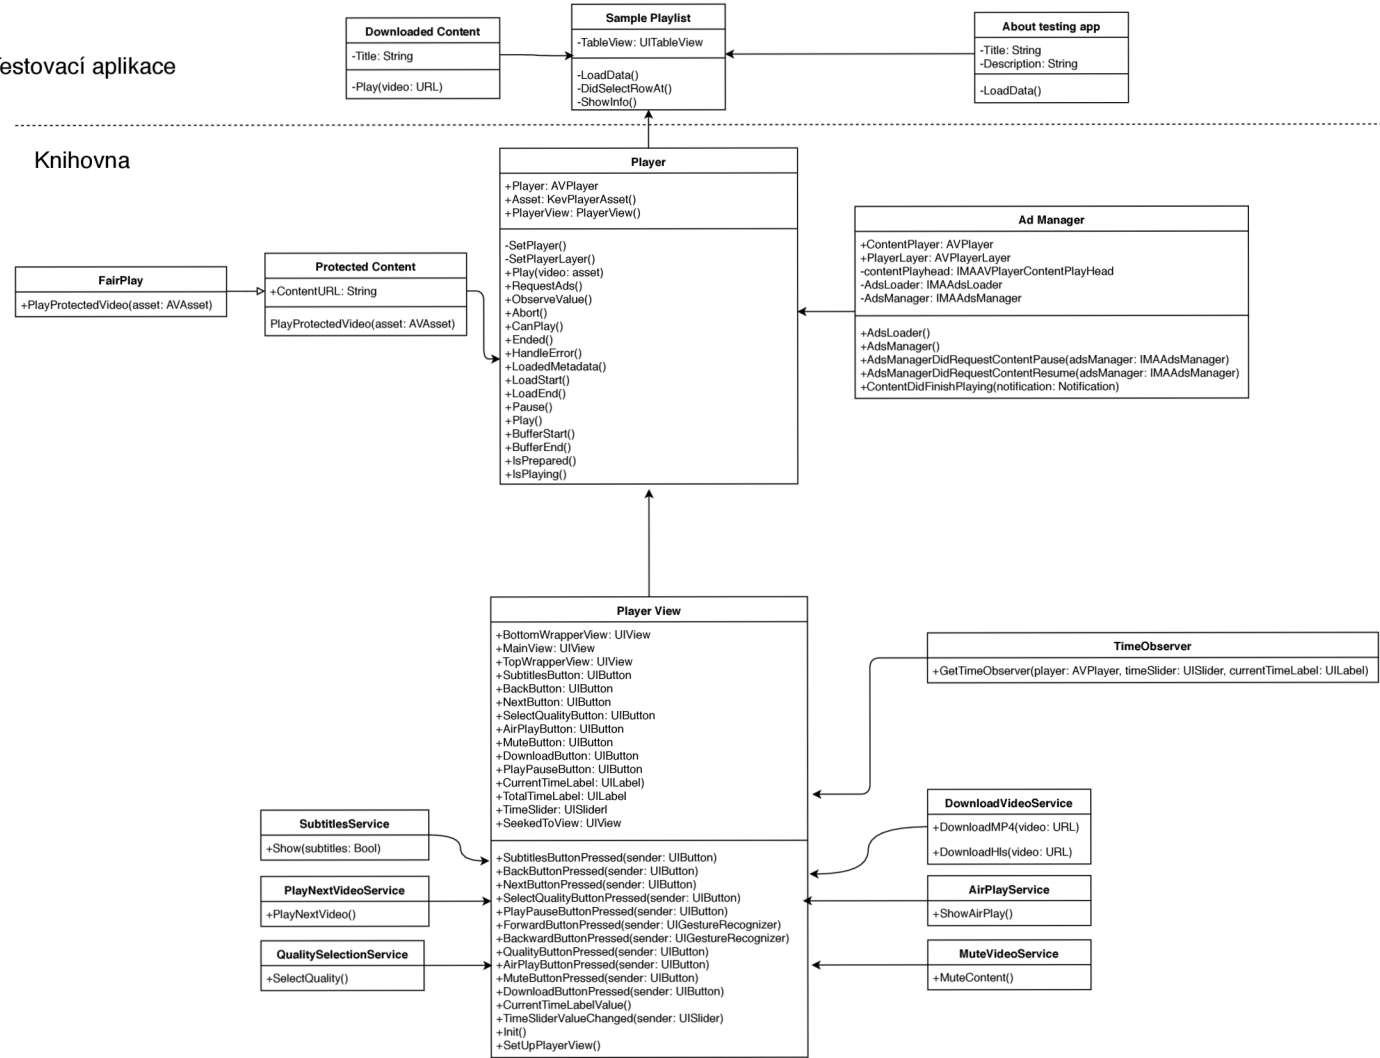 Downloaded Content
-Title: String
-Play(video: URL)
Sample Playlist
-TableView: UITableView
-LoadData()
-DidSelectRowAt()
-ShowInfo()
About testing app
-Title: String
-Description: String
-LoadData()
estovací aplikace
Knihovna
Player
+Player: AVPlayer
+Asset: KevPlayerAsset()
+PlayerView: PlayerView()
-SetPlayer()
-SetPlayerLayer()
+Play(video: asset)
+RequestAds()
+ObserveValue()
+Abort()
+CanPlay()
+Ended()
+HandleError()
+LoadedMetadata()
+LoadStart()
+LoadEnd()
+Pause()
+Play()
+BufferStart()
+BufferEnd()
+IsPrepared()
+IsPlaying()
Ad Manager
+ContentPlayer: AVPlayer
+PlayerLayer: AVPlayerLayer
-contentPlayhead: IMAAVPlayerContentPlayHead
-AdsLoader: IMAAdsLoader
-AdsManager: IMAAdsManager
+AdsLoader()
+AdsManager()
+AdsManagerDidRequestContentPause(adsManager: IMAAdsManager)
+AdsManagerDidRequestContentResume(adsManager: IMAAdsManager)
+ContentDidFinishPlaying(notification: Notification)
FairPlay
+PlayProtectedVideo(asset: AVAsset)
Protected Content
+ContentURL: String
PlayProtectedVideo(asset: AVAsset)
Player View
+BottomWrapperView: UIView
+MainView: UIView
+TopWrapperView: UIView
+SubtitlesButton: UIButton
+BackButton: UIButton
+NextButton: UIButton
+SelectQualityButton: UIButton
+AirPlayButton: UIButton
+MuteButton: UIButton
+DownloadButton: UIButton
+PlayPauseButton: UIButton
+CurrentTimeLabel: UILabel)
+TotalTimeLabel: UILabel
+TimeSlider: UISliderl
+SeekedToView: UIView
+SubtitlesButtonPressed(sender: UIButton)
+BackButtonPressed(sender: UIButton)
+NextButtonPressed(sender: UIButton)
+SelectQualityButtonPressed(sender: UIButton)
+PlayPauseButtonPressed(sender: UIButton)
+ForwardButtonPressed(sender: UIGestureRecognizer)
+BackwardButtonPressed(sender: UIGestureRecognizer)
+QualityButtonPressed(sender: UIButton)
+AirPlayButtonPressed(sender: UIButton)
+MuteButtonPressed(sender: UIButton)
+DownloadButtonPressed(sender: UIButton)
+CurrentTimeLabelValue()
+TimeSliderValueChanged(sender: UISlider)
+Init()
+SetUpPlayerView()
TimeObserver
+GetTimeObserver(player: AVPlayer, timeSlider: UISlider, currentTimeLabel: UILabel)
SubtitlesService
+Show(subtitles: Bool)
PlayNextVideoService
+PlayNextVideo()
QualitySelectionService
+SelectQuality()
DownloadVideoService
+DownloadMP4(video: URL)
+DownloadHls(video: URL)
AirPlayService
+ShowAirPlay()
MuteVideoService
+MuteContent()